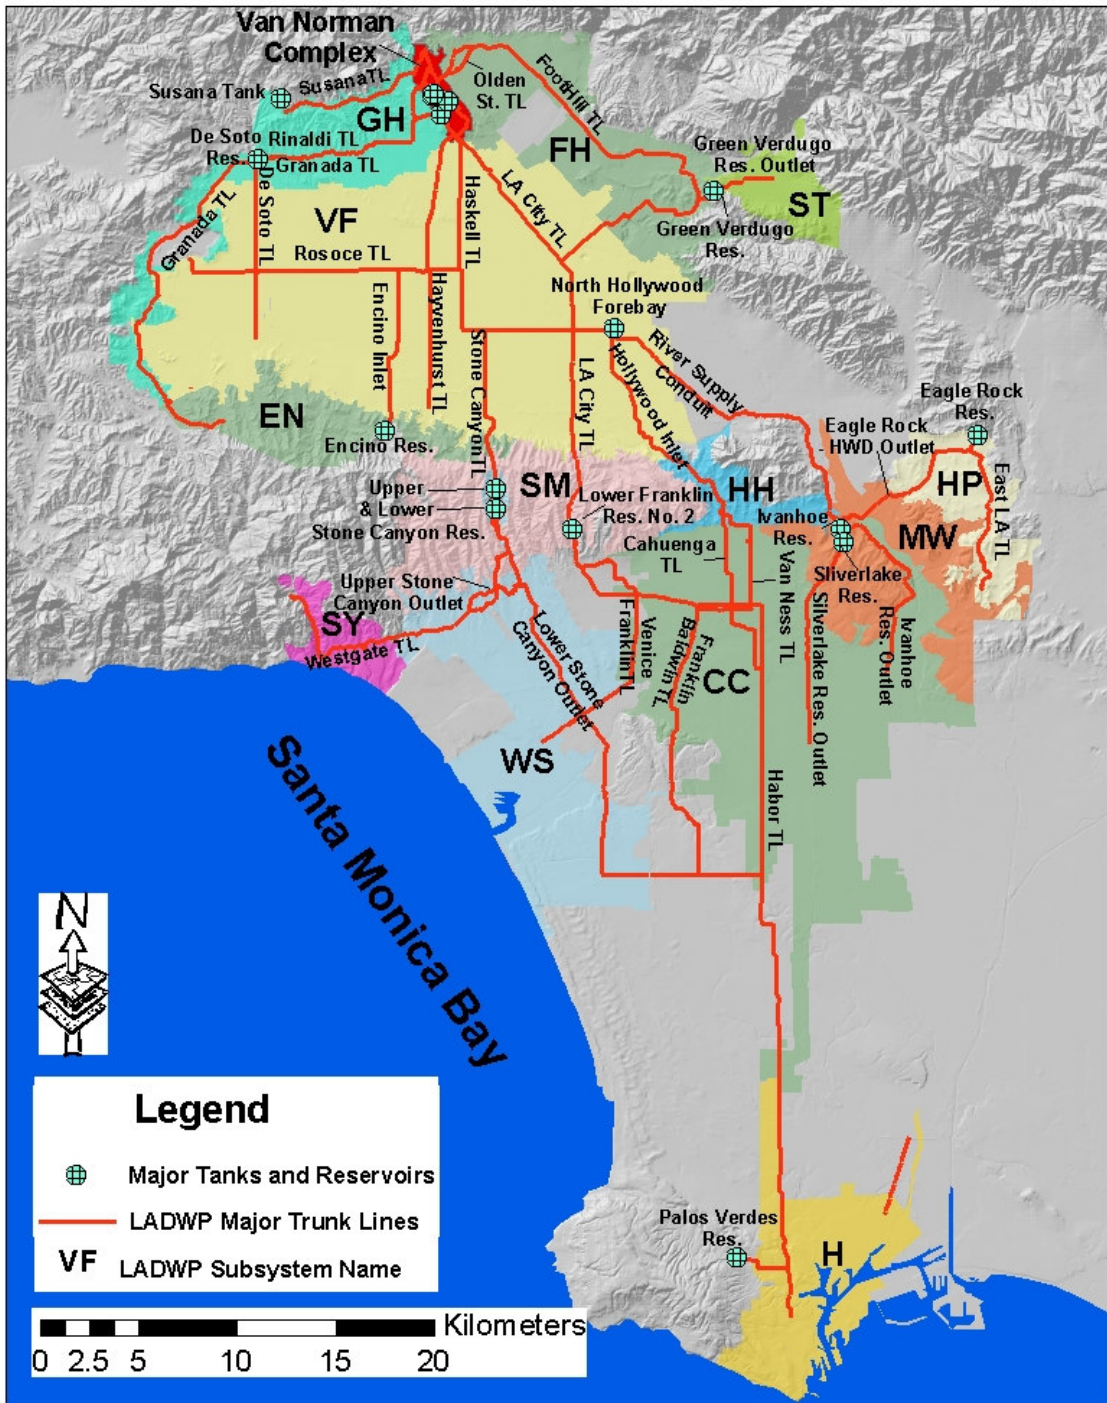 Van Norman
Complex
Susana Tank
SusanaTL
Olden
St. TL
FootHill TL
GH
De Soto
Res.
Rinaldi TL
Granada TL
FH
Green Verdugo
Res. Outlet
ST
Green Verdugo
Res.
Granada TL
De Soto TL
VF
Rosoce TL
Haskell TL
LA City TL
North Hollywood
Forebay
Encino Inlet
Hayvenhurst TL
Stone CanyonTL
LA City TL
Hollywood Inlet
River Supply
Conduit
Eagle Rock
Res.
Eagle Rock
HWD Outlet
EN
Encino Res.
HP
East LA TL
Upper
& Lower
Stone Canyon Res.
SM
Lower Franklin
Res. No. 2
HH
Ivanhoe
Res.
MW
Cahuenga
TL
Van Ness TL
Sliverlake
Res.
Upper Stone
Canyon Outlet
SY
Westgate TL
Lower Stone
Canyon Outlet
Venice
FranklinTL
Franklin
Baldwin TL
CC
Silverlake Res. Outlet
Ivanhoe
Res. Outlet
WS
Habor TL
Santa Monica Bay
N
Legend
Major Tanks and Reservoirs
LADWP Major Trunk Lines
VF LADWP Subsystem Name
Palos Verdes
Res.
H
Kilometers
0 2.5 5 10 15 20